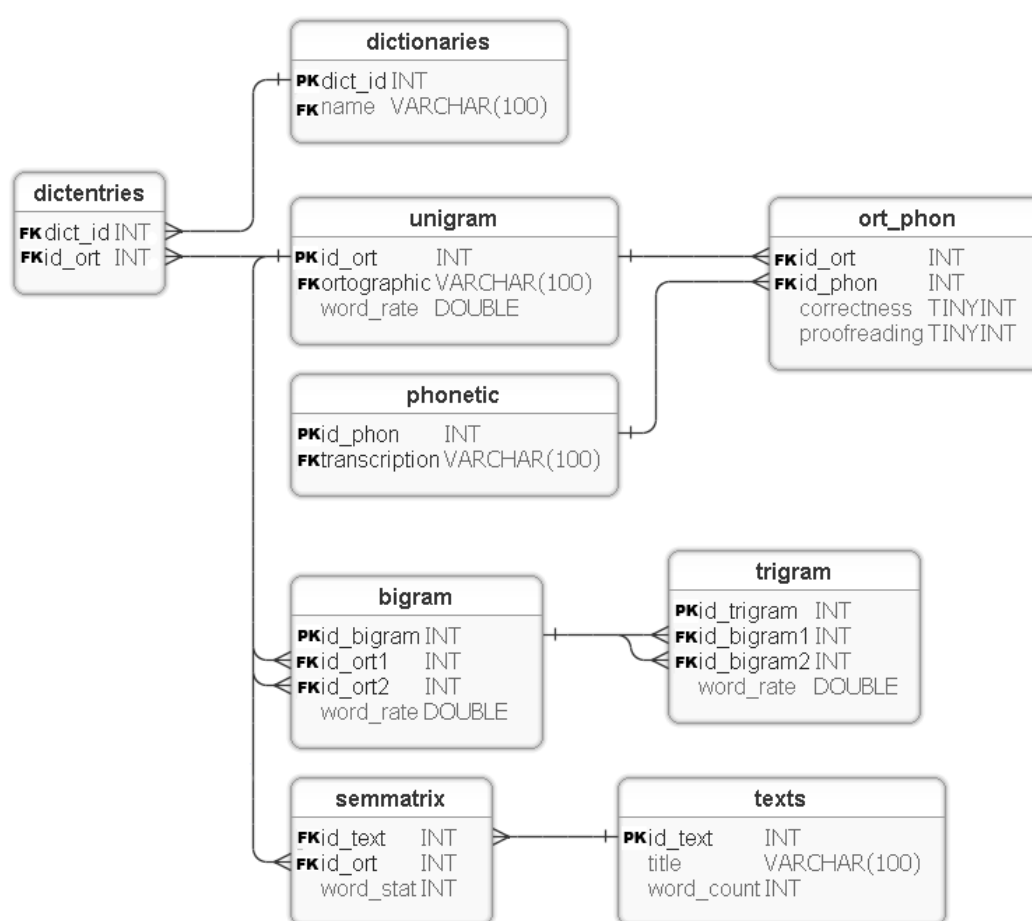 dictionaries
PK dict_id INT
FK name VARCHAR(100)
dictentries
FK dict_id INT
FK id_ort INT
unigram
PK id_ort INT
FK ortographic VARCHAR(100)
word_rate DOUBLE
ort_phon
FK id_ort INT
FK id_phon INT
correctness TINYINT
proofreading TINYINT
phonetic
PK id_phon INT
FK transcription VARCHAR(100)
bigram
PK id_bigram INT
FK id_ort1 INT
FK id_ort2 INT
word_rate DOUBLE
trigram
PK id_trigram INT
FK id_bigram1 INT
FK id_bigram2 INT
word_rate DOUBLE
semmatrix
FK id_text INT
FK id_ort INT
word_stat INT
texts
PK id_text INT
title VARCHAR(100)
word_count INT